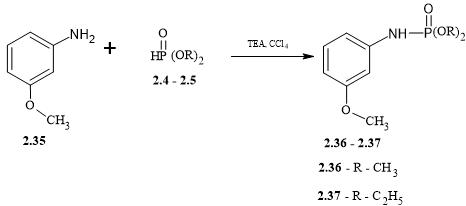 NH2
O
CH3
2.35
+
O
HP (OR)2
2.4 - 2.5
TEA, CCl4
O
NH P(OR)2
O
CH3
2.36 - 2.37
2.36 - R - CH3
2.37 - R - C2H5